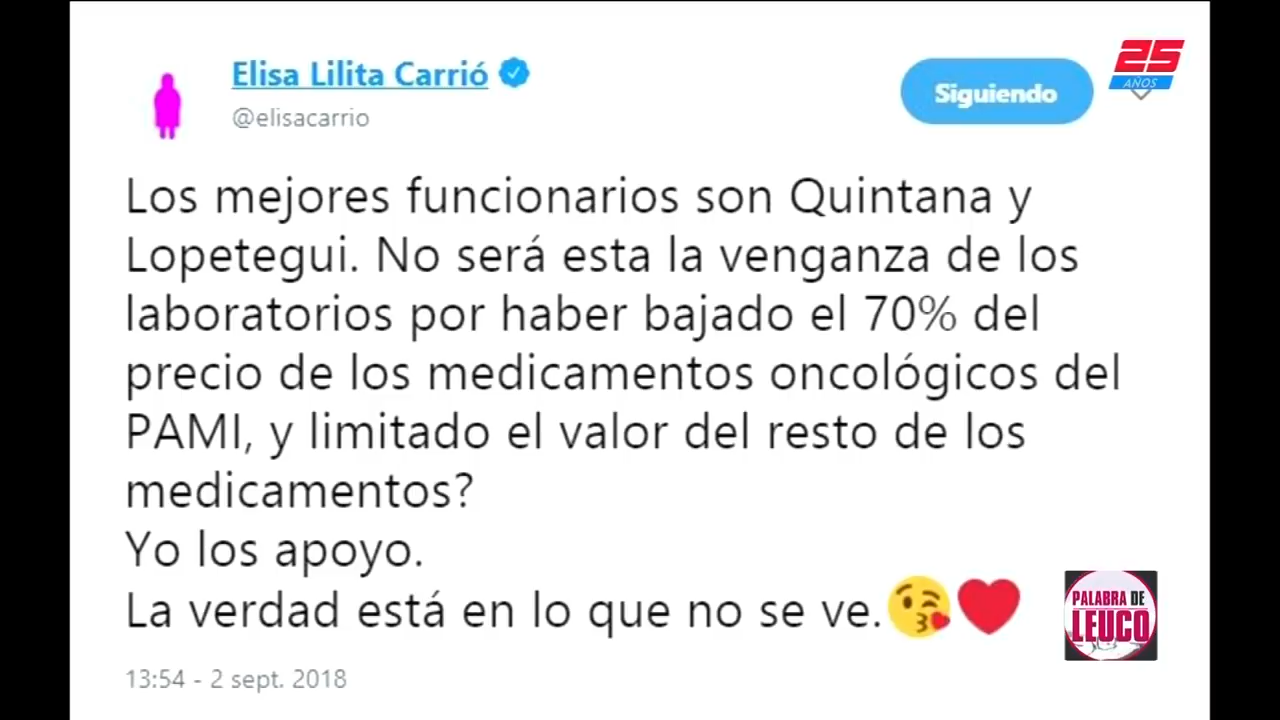 Elisa Lilita Carrió
@elisacarrio
Siguiendo
25
AÑOS
Los mejores funcionarios son Quintana y
Lopetegui. No será esta la venganza de los
laboratorios por haber bajado el 70% del
precio de los medicamentos oncológicos del
PAMI, y limitado el valor del resto de los
medicamentos?
Yo los apoyo.
La verdad está en lo que no se ve.😘❤️
PALABRA DE
LEUCO
13:54 - 2 sept. 2018